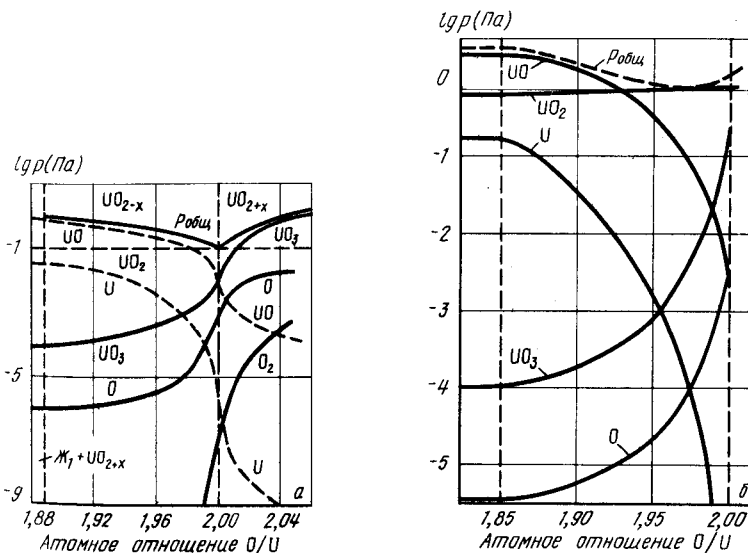 lg p(Па)
UO₂₋ₓ
UO₂₊ₓ
Pобщ
-1
UO
UO₃
UO₂
U
O
UO
UO₃
O₂
-5
O
Ж₁ + UO₂₊ₓ
U
-9
а
1,88 1,92 1,96 2,00 2,04
Атомное отношение O/U
lg p(Па)
Pобщ
UO
0
UO₂
U
-1
-2
-3
UO₃
-4
O
-5
б
1,85 1,90 1,95 2,00
Атомное отношение O/U